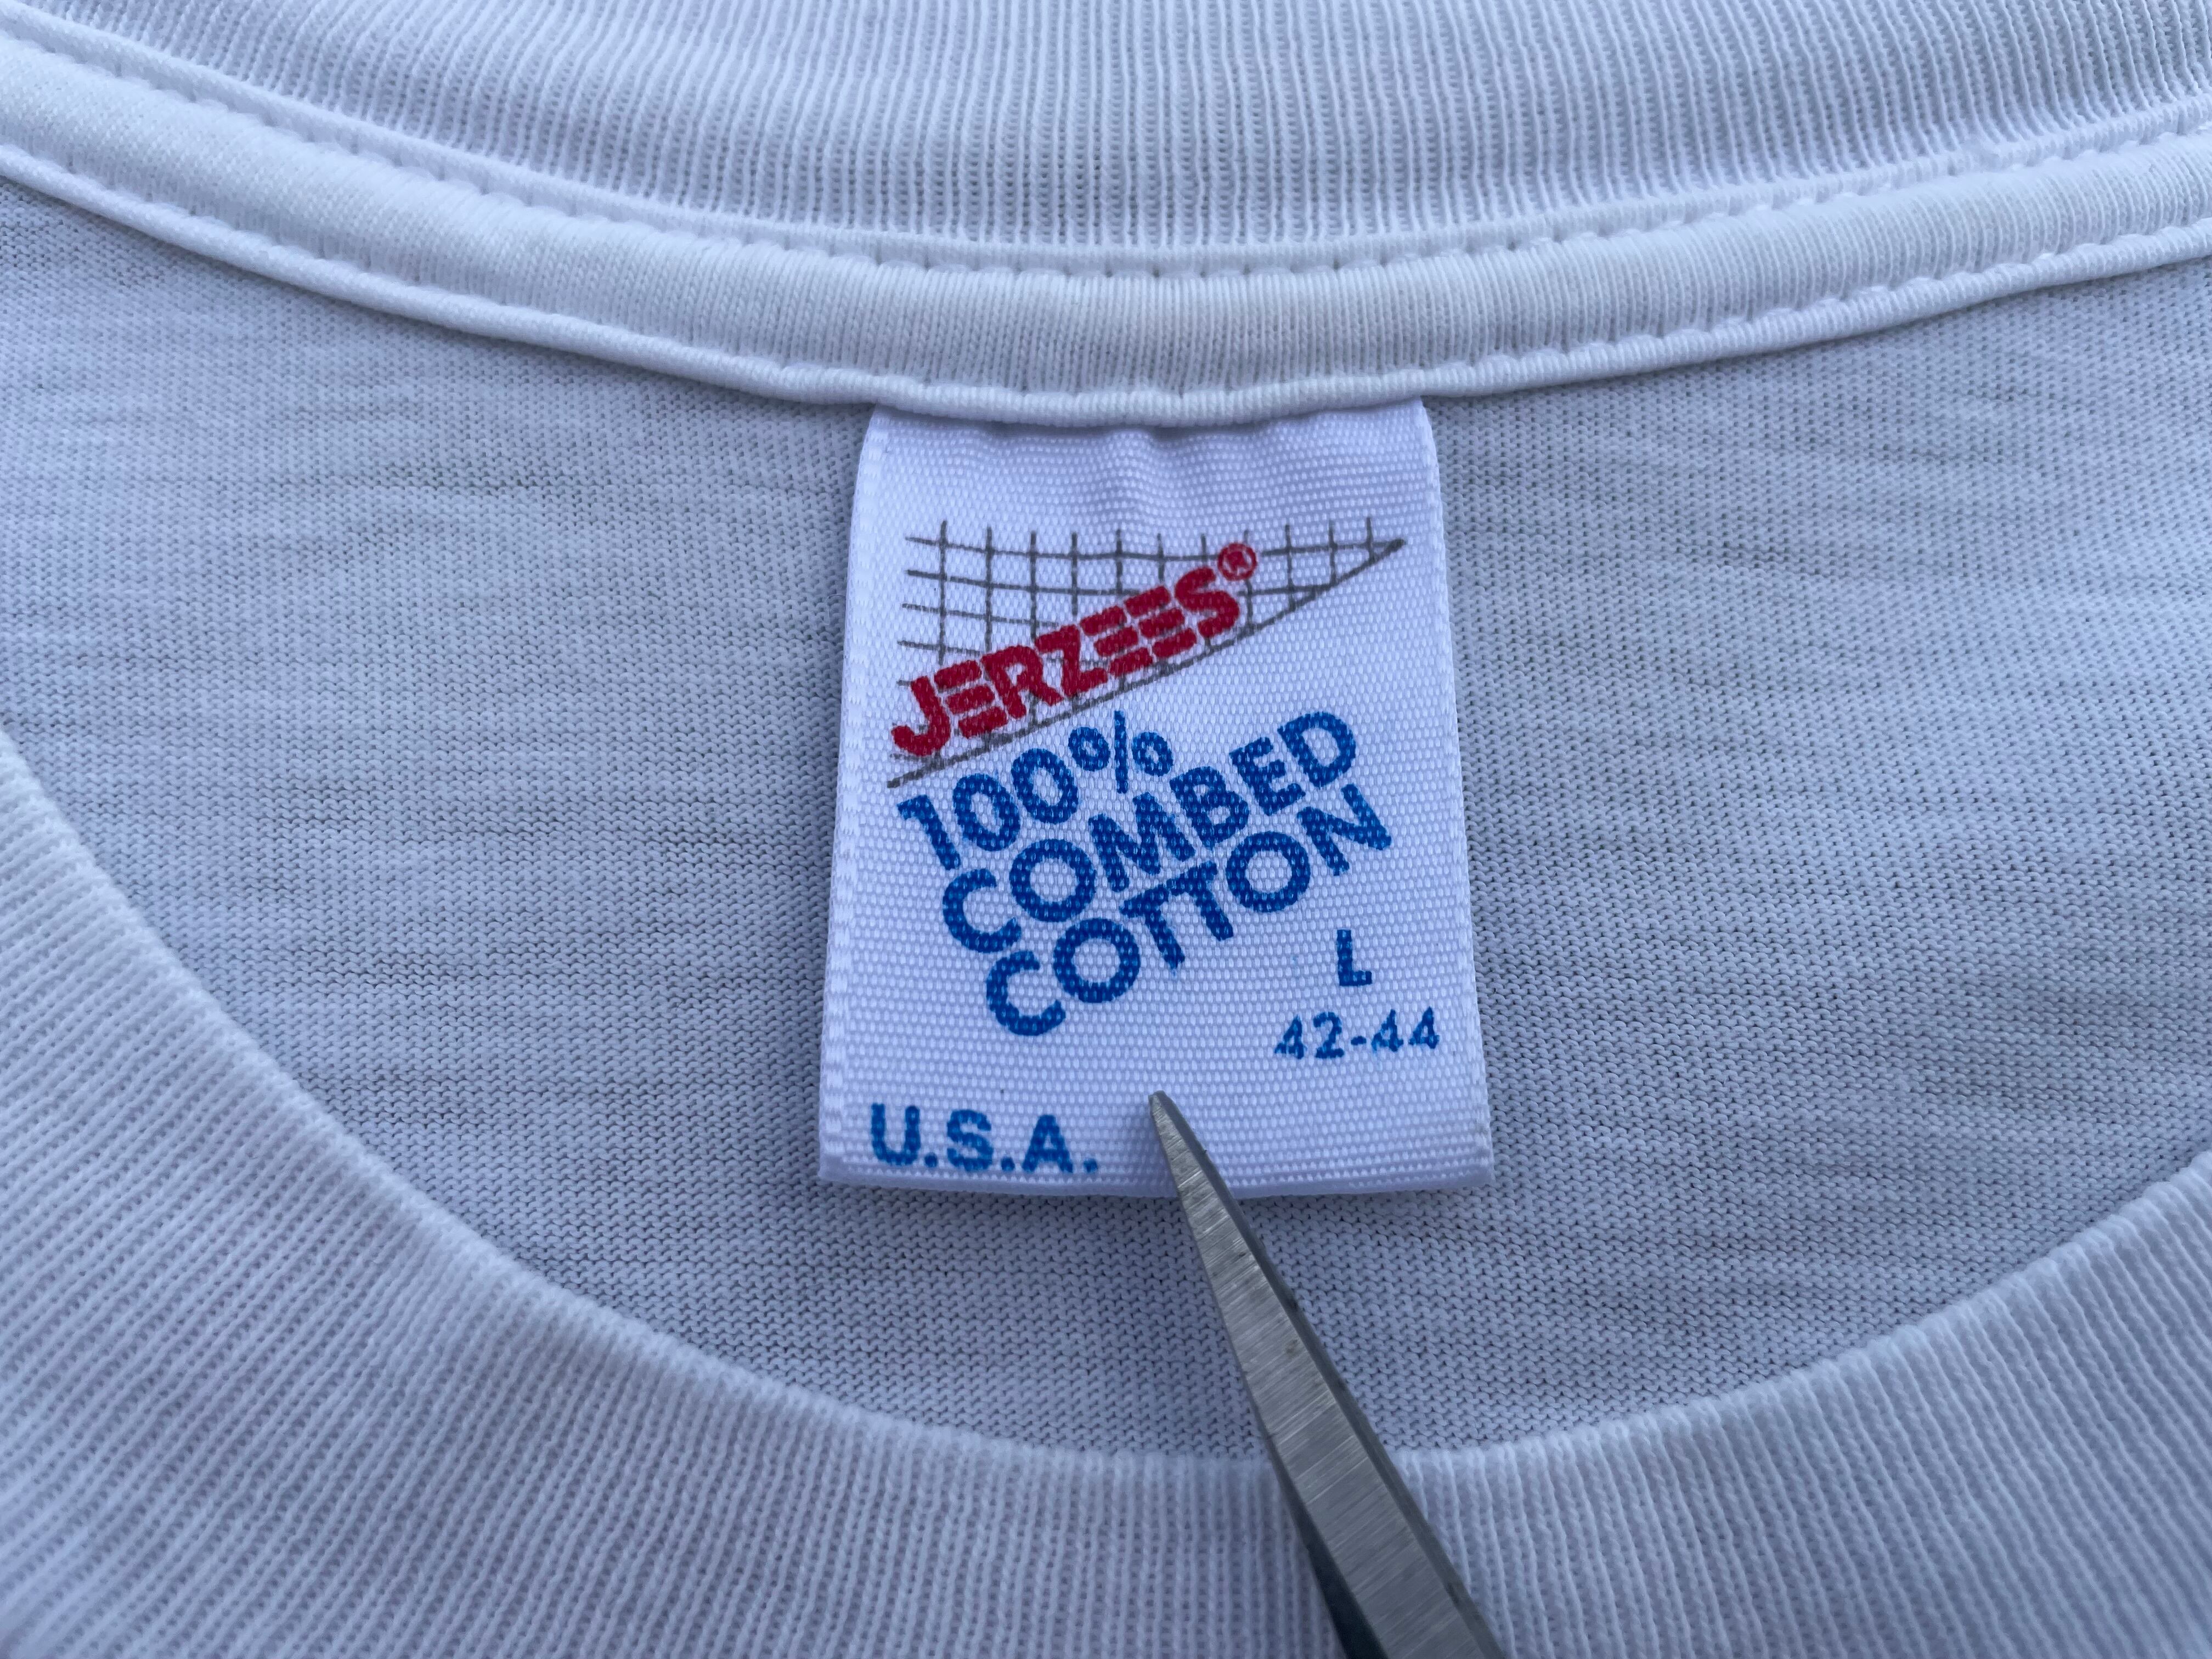 JERZEES®
100%
COMBED
COTTON
L
42-44
U.S.A.